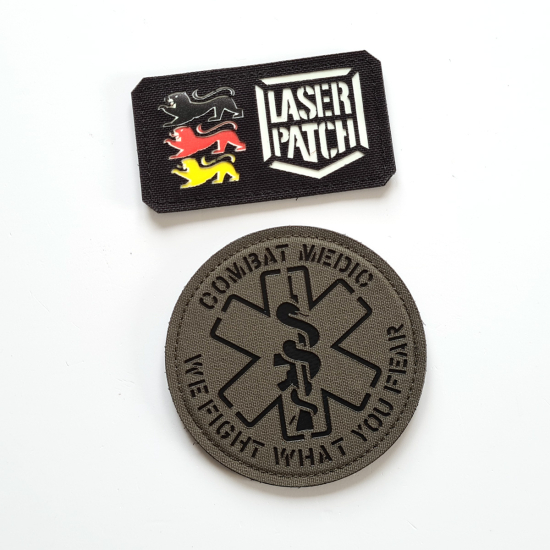 LASER
PATCH
COMBAT MEDIC
WE FIGHT WHAT YOU FEAR